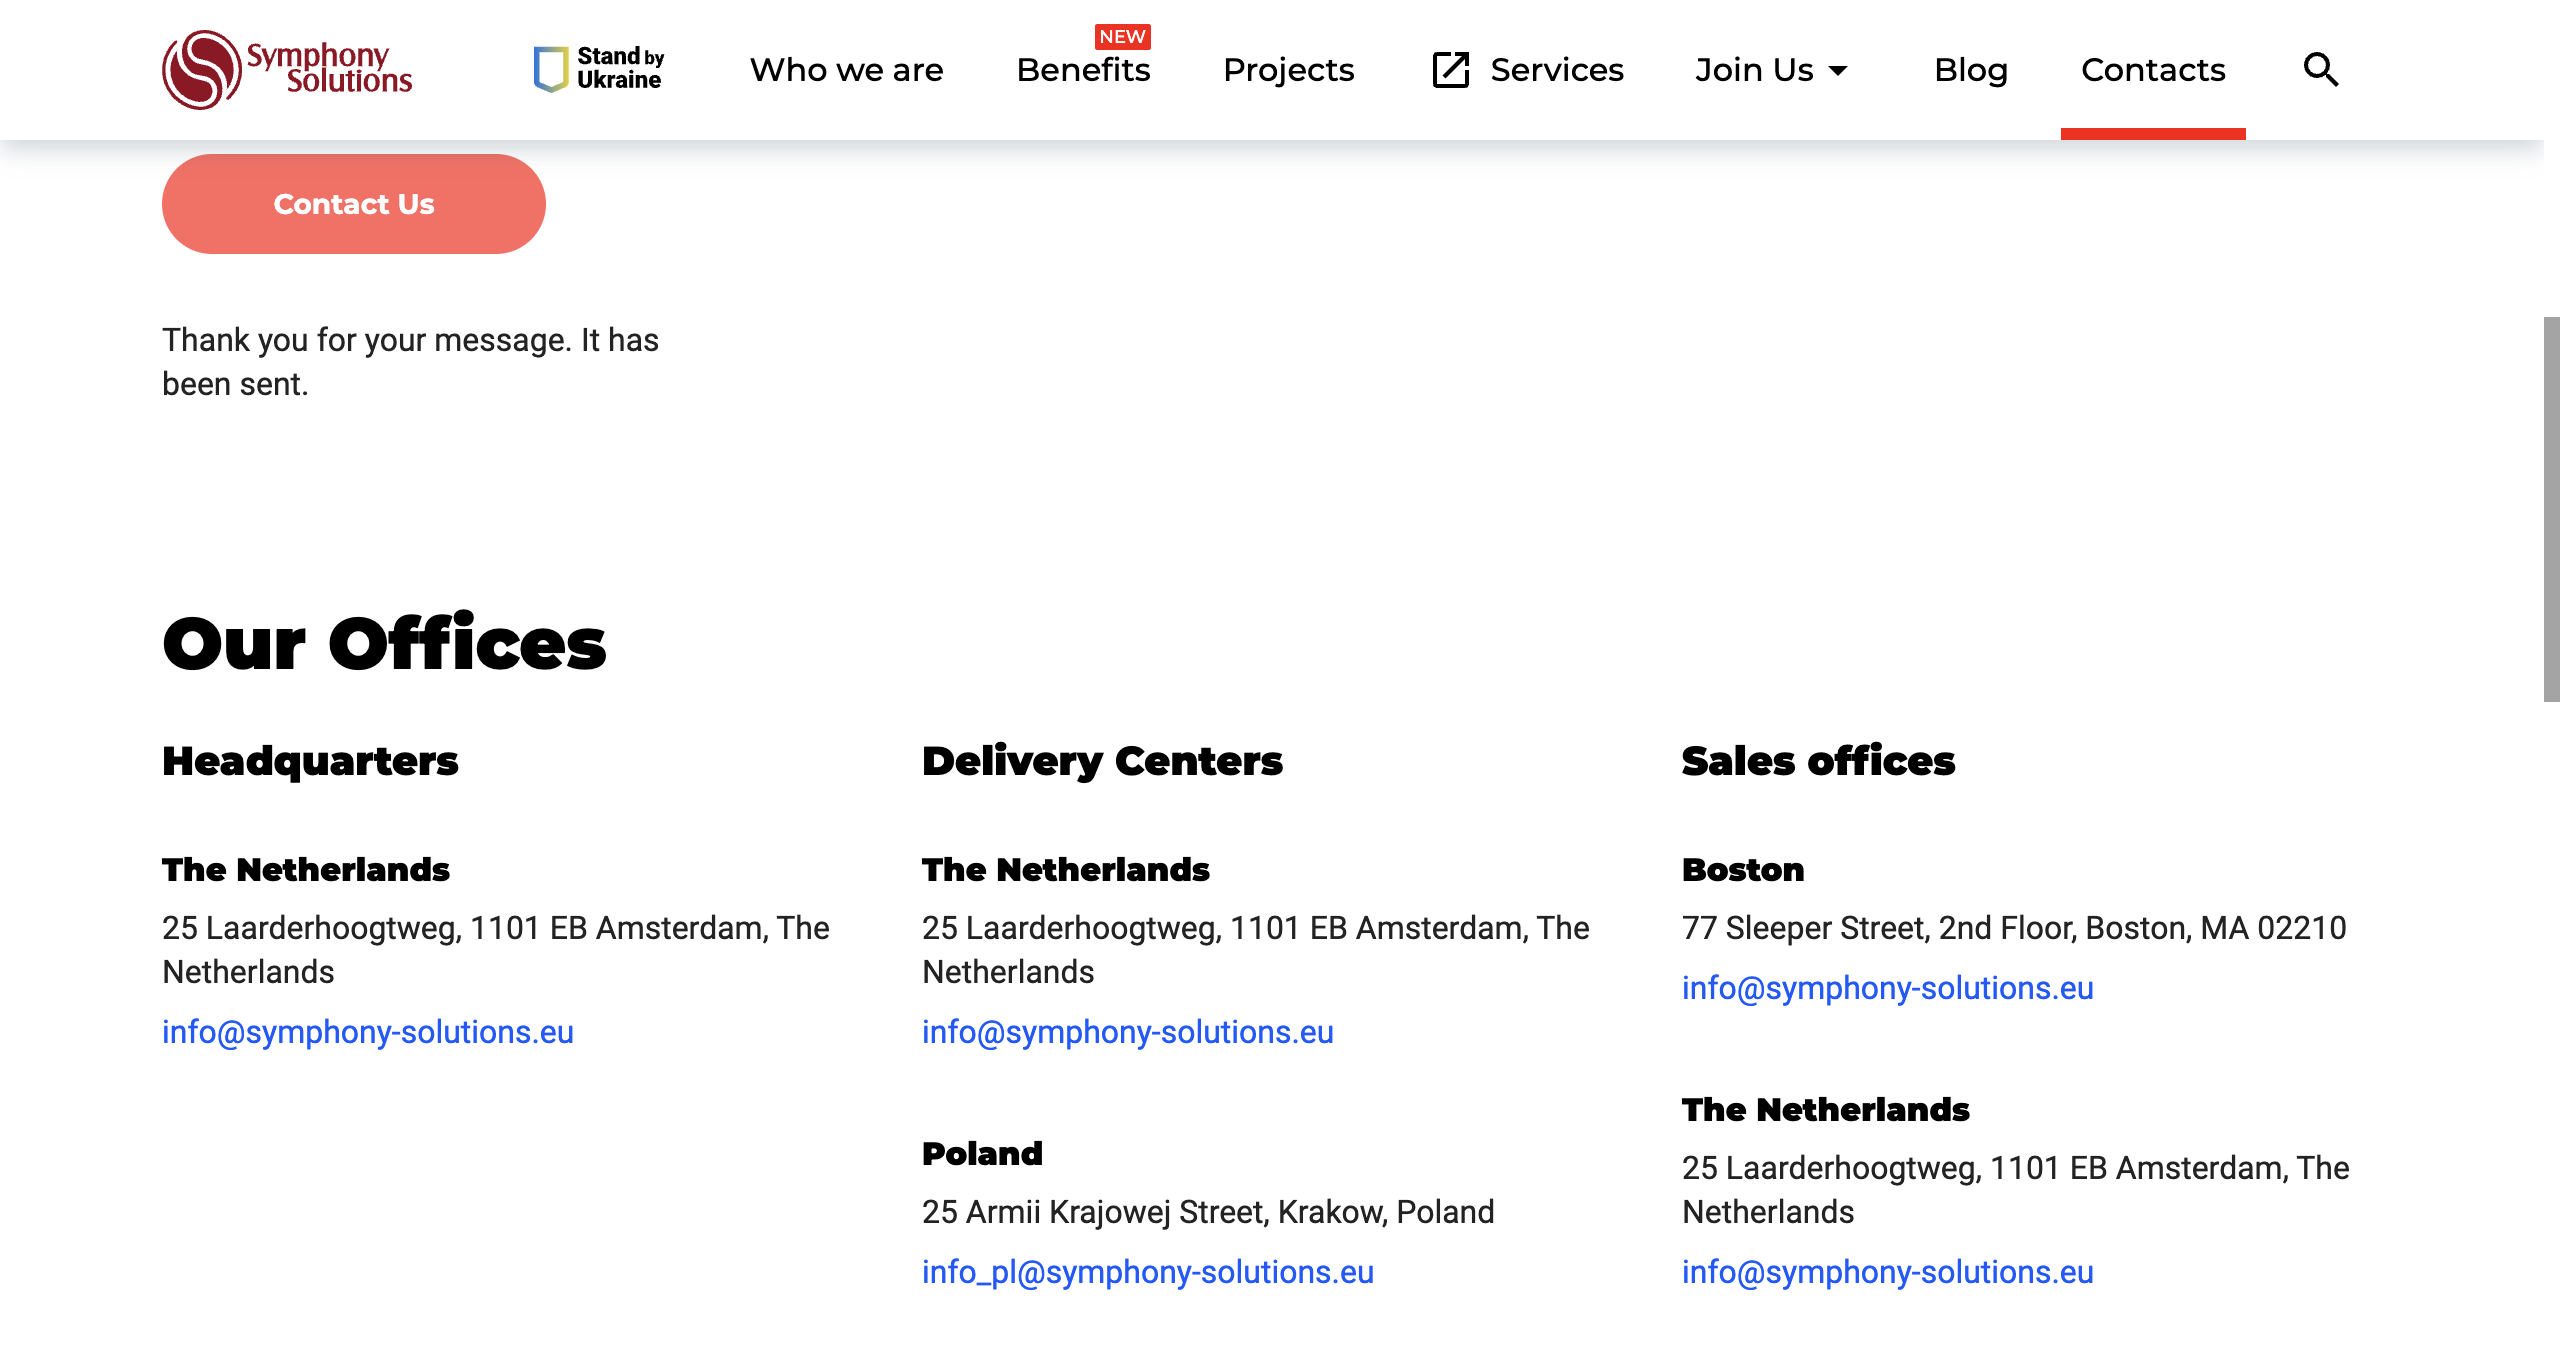 Symphony
Solutions
Stand by
Ukraine
Who we are
NEW
Benefits
Projects
Services
Join Us
Blog
Contacts
Contact Us
Thank you for your message. It has
been sent.
Our Offices
Headquarters
The Netherlands
25 Laarderhoogtweg, 1101 EB Amsterdam, The
Netherlands
info@symphony-solutions.eu
Delivery Centers
The Netherlands
25 Laarderhoogtweg, 1101 EB Amsterdam, The
Netherlands
info@symphony-solutions.eu
Poland
25 Armii Krajowej Street, Krakow, Poland
info_pl@symphony-solutions.eu
Sales offices
Boston
77 Sleeper Street, 2nd Floor, Boston, MA 02210
info@symphony-solutions.eu
The Netherlands
25 Laarderhoogtweg, 1101 EB Amsterdam, The
Netherlands
info@symphony-solutions.eu